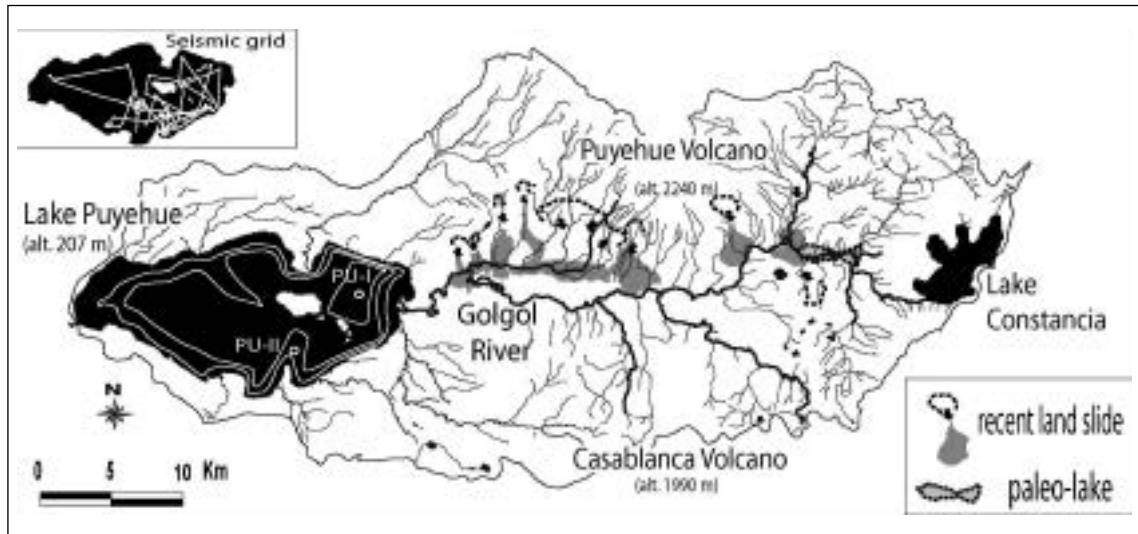 Seismic grid
Puyehue Volcano
(alt. 2240 m)
Lake Puyehue
(alt. 207 m)
PU-I
PU-II
Golgol
River
Lake
Constancia
N
0 5 10 Km
Casablanca Volcano
(alt. 1990 m)
recent land slide
paleo-lake